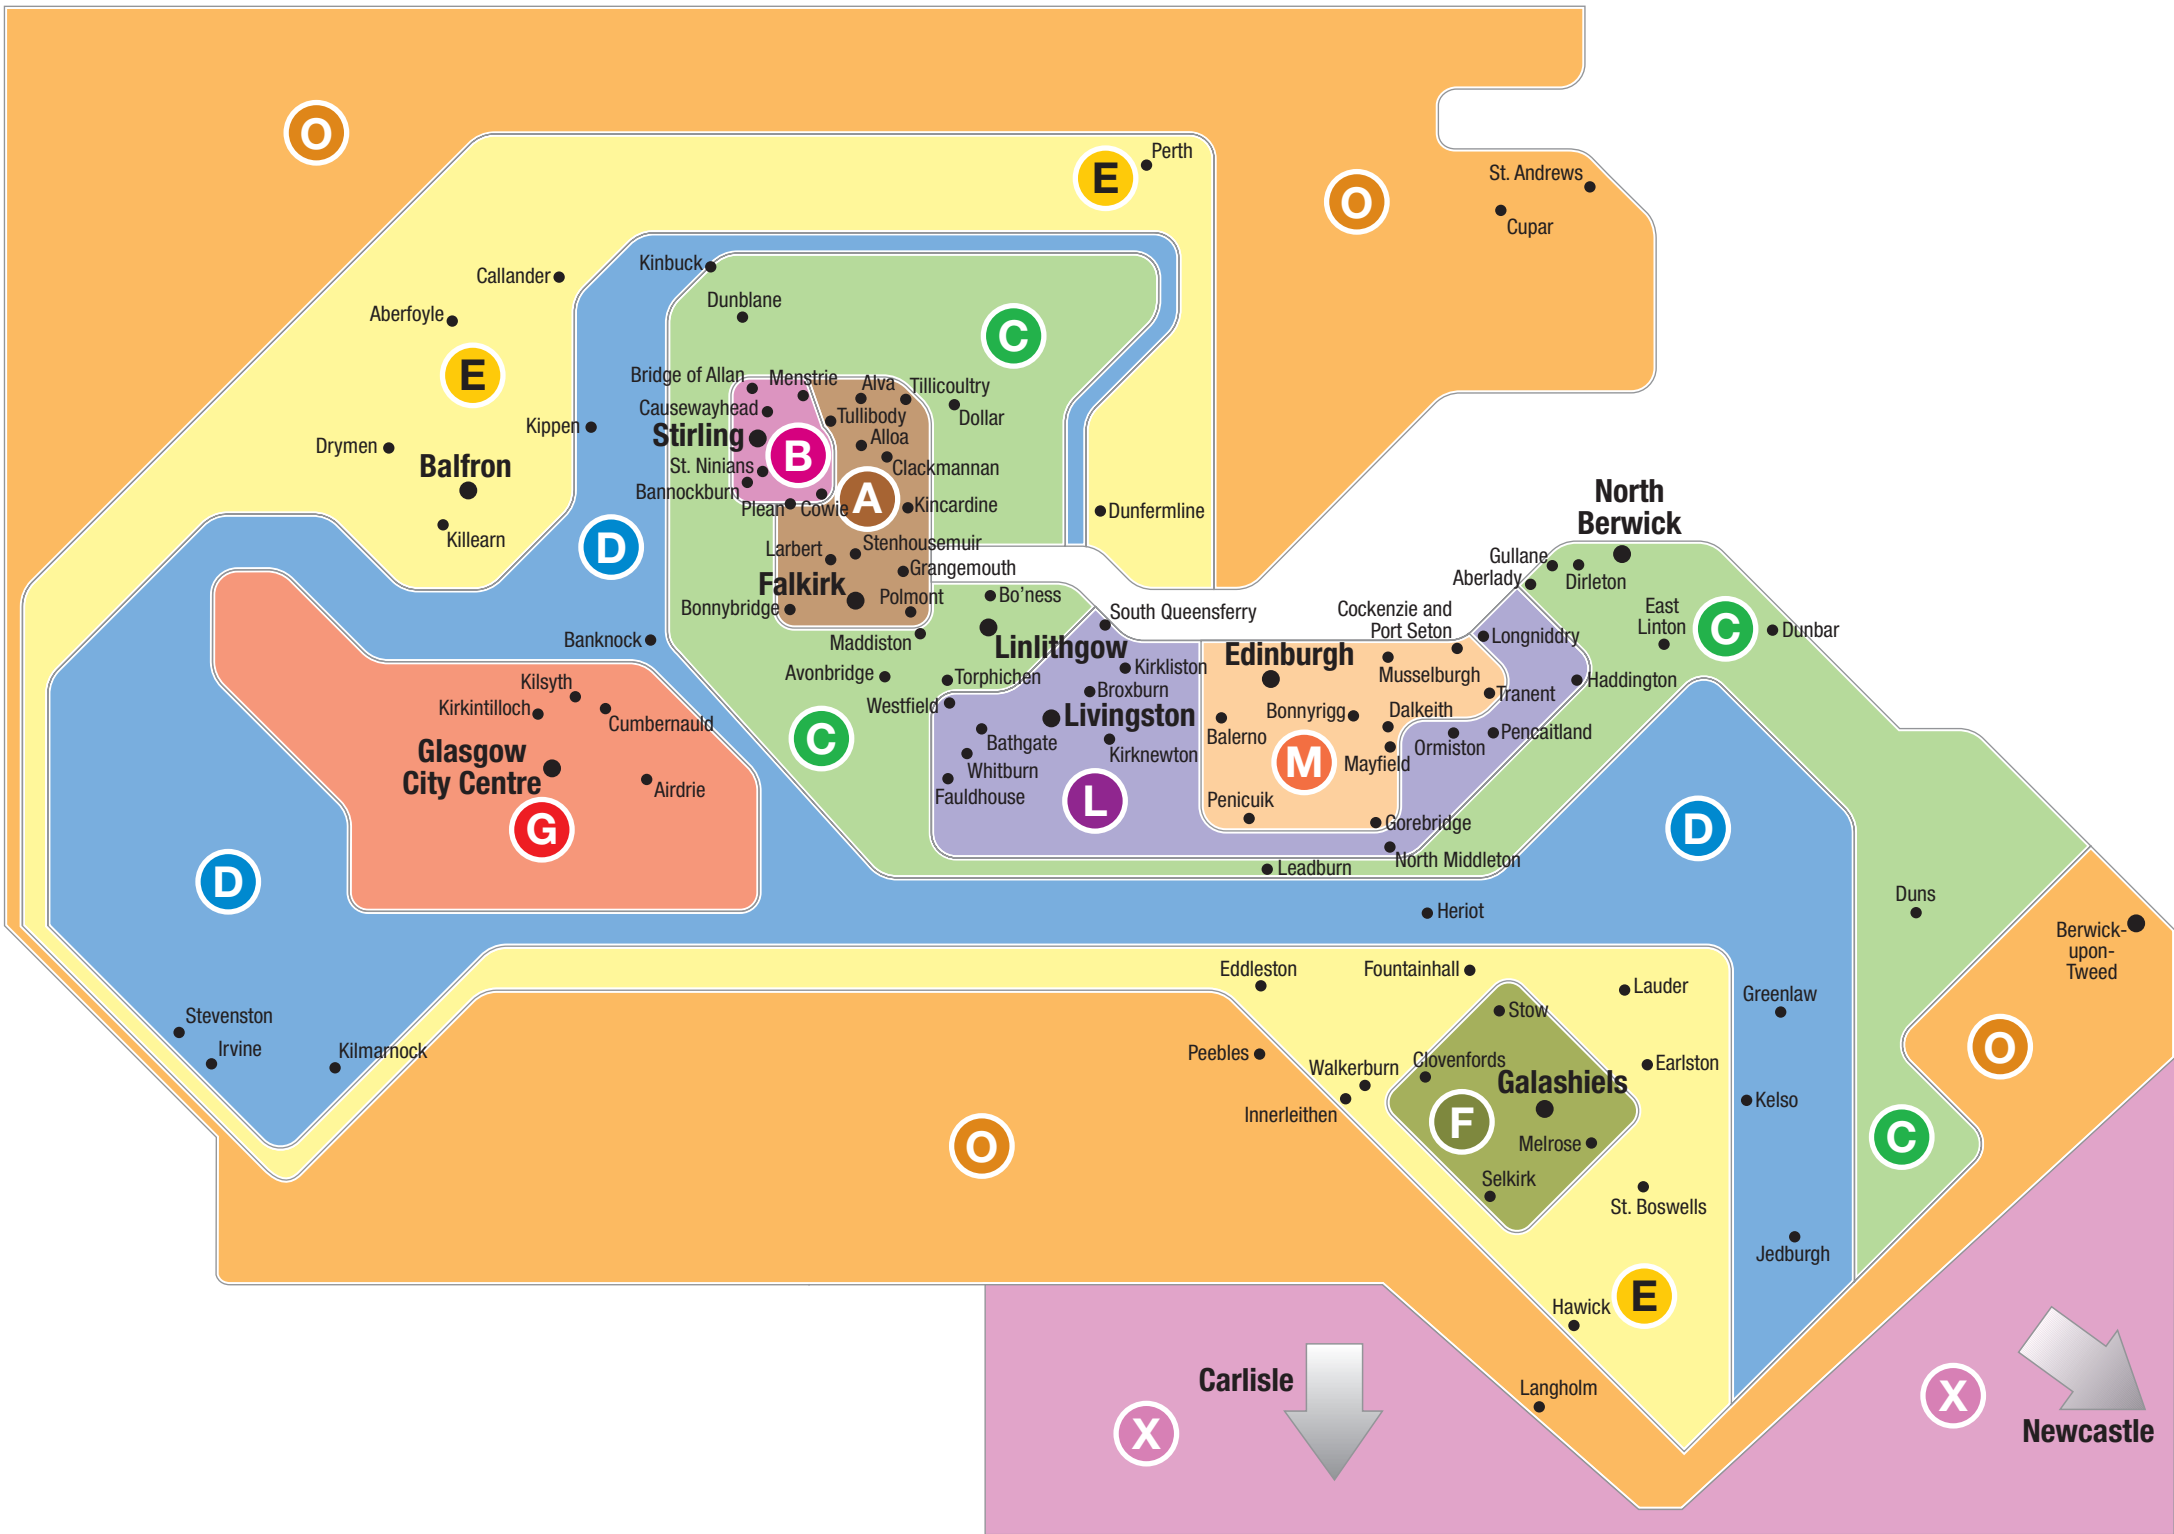 O
E
Perth
O
St. Andrews
Cupar
Callander
Kinbuck
Dunblane
Aberfoyle
C
E
Bridge of Allan
Menstrie
Alva
Tillicoultry
Causewayhead
Tullibody
Dollar
Kippen
Stirling
Alloa
Drymen
B
Balfron
St. Ninians
Clackmannan
Bannockburn
A
Plean
Cowie
Kincardine
Dunfermline
North
Berwick
Killearn
D
Larbert
Stenhousemuir
Grangemouth
Gullane
Aberlady
Dirleton
Falkirk
Polmont
Bo'ness
Bonnybridge
South Queensferry
Cockenzie and
Port Seton
East
Linton
C
Dunbar
Banknock
Maddiston
Linlithgow
Longniddry
Edinburgh
Avonbridge
Torphichen
Kirkliston
Musselburgh
Haddington
Kilsyth
Broxburn
Tranent
Kirkintilloch
Cumbernauld
Westfield
Livingston
Bonnyrigg
Dalkeith
C
Bathgate
Balerno
Pencaitland
Ormiston
Glasgow
City Centre
Kirknewton
M
Mayfield
Whitburn
Airdrie
Fauldhouse
L
Penicuik
G
Gorebridge
D
North Middleton
Leadburn
D
Duns
Heriot
Berwick-
upon-
Tweed
Eddleston
Fountainhall
Lauder
Greenlaw
Stow
Stevenston
Irvine
Kilmarnock
O
Peebles
Walkerburn
Clovenfords
Earlston
Galashiels
Kelso
Innerleithen
F
O
Melrose
C
Selkirk
St. Boswells
Jedburgh
E
Hawick
Carlisle
Langholm
X
X
Newcastle